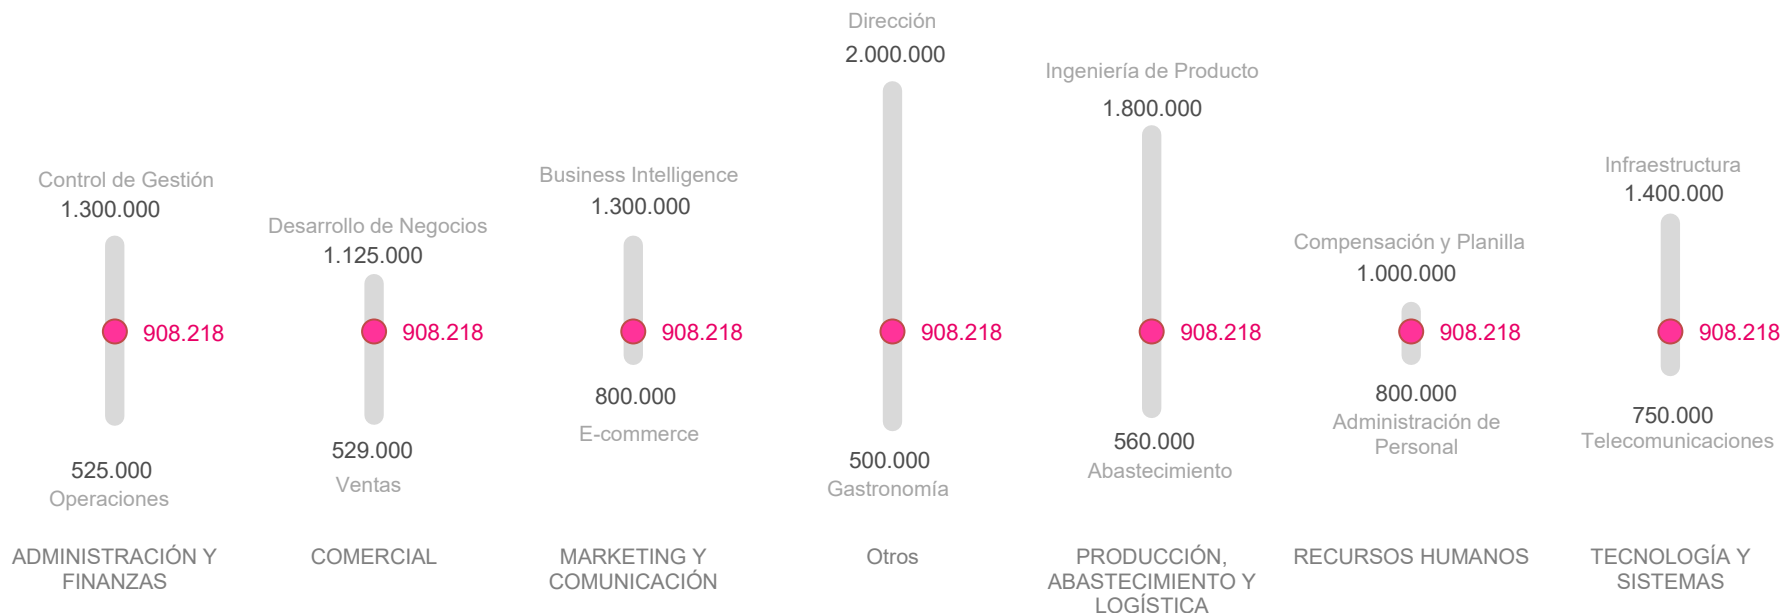 Control de Gestión
1.300.000
908.218
525.000
Operaciones
ADMINISTRACIÓN Y
FINANZAS
Desarrollo de Negocios
1.125.000
908.218
529.000
Ventas
COMERCIAL
Business Intelligence
1.300.000
908.218
800.000
E-commerce
MARKETING Y
COMUNICACIÓN
Dirección
2.000.000
908.218
500.000
Gastronomía
Otros
Ingeniería de Producto
1.800.000
908.218
560.000
Abastecimiento
PRODUCCIÓN,
ABASTECIMIENTO Y
LOGÍSTICA
Compensación y Planilla
1.000.000
908.218
800.000
Administración de
Personal
RECURSOS HUMANOS
Infraestructura
1.400.000
908.218
750.000
Telecomunicaciones
TECNOLOGÍA Y
SISTEMAS